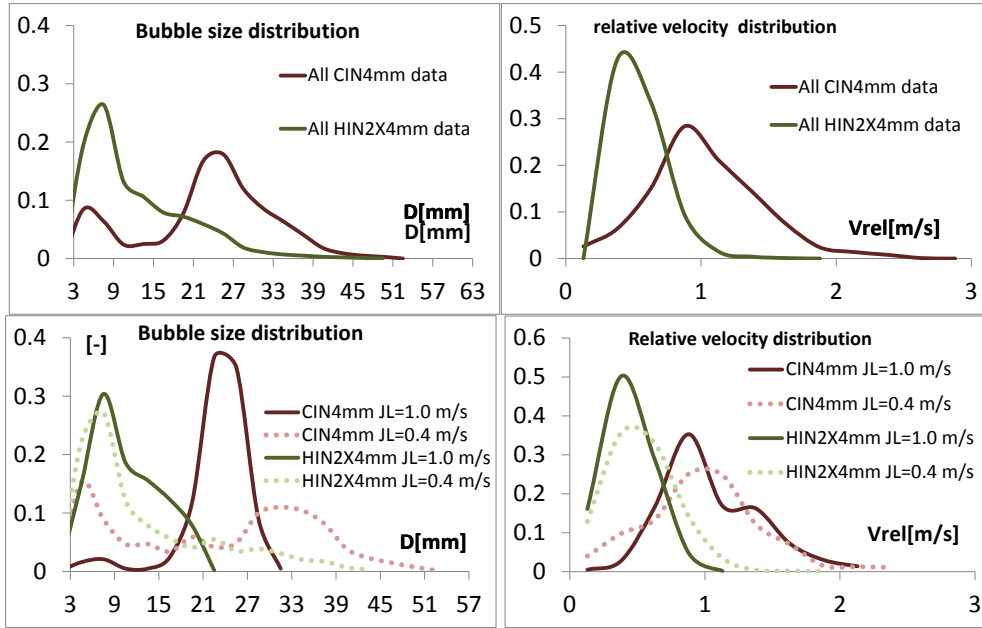 Bubble size distribution
0.4
0.3
0.2
0.1
0
All CIN4mm data
All HIN2X4mm data
D[mm]
D[mm]
3 9 15 21 27 33 39 45 51 57 63
relative velocity distribution
0.5
0.4
0.3
0.2
0.1
0
All CIN4mm data
All HIN2X4mm data
Vrel[m/s]
0 1 2 3
Bubble size distribution
[-]
0.4
0.3
0.2
0.1
0
CIN4mm JL=1.0 m/s
CIN4mm JL=0.4 m/s
HIN2X4mm JL=1.0 m/s
HIN2X4mm JL=0.4 m/s
D[mm]
3 9 15 21 27 33 39 45 51 57
Relative velocity distribution
0.6
0.5
0.4
0.3
0.2
0.1
0
CIN4mm JL=1.0 m/s
CIN4mm JL=0.4 m/s
HIN2X4mm JL=1.0 m/s
HIN2X4mm JL=0.4 m/s
Vrel[m/s]
0 1 2 3